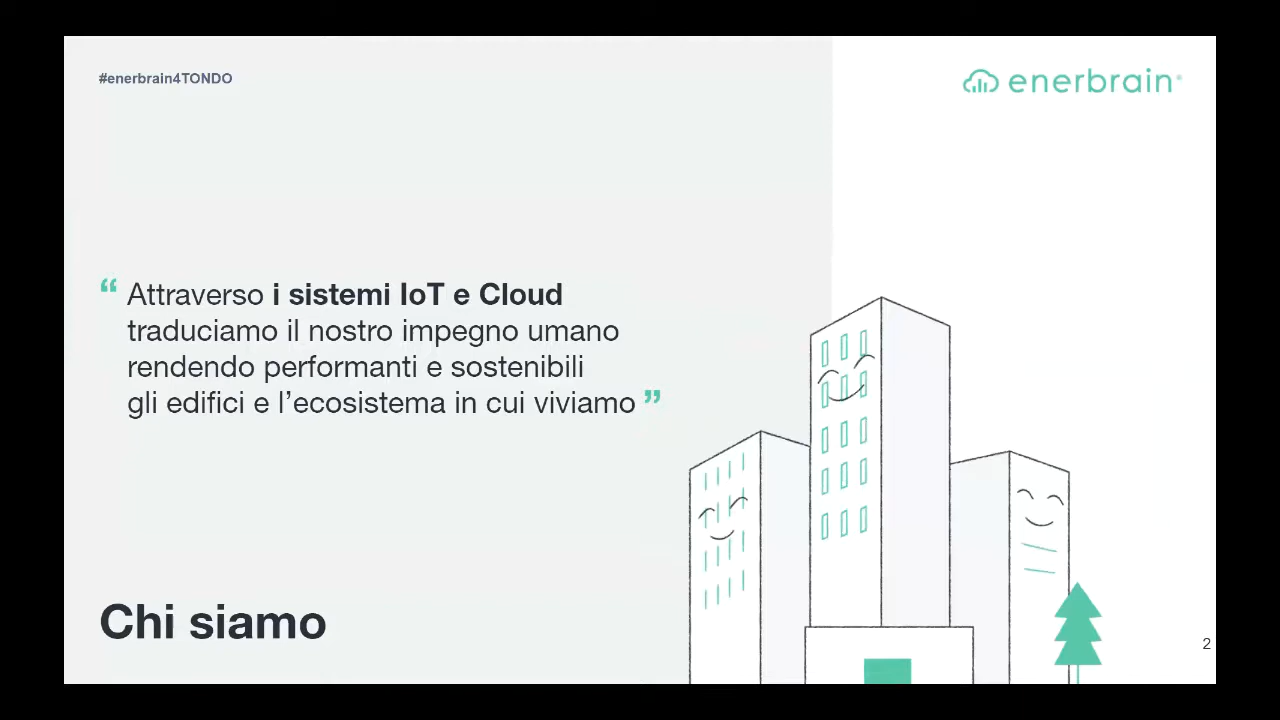 #enerbrain4TONDO
enerbrain®
“ Attraverso i sistemi IoT e Cloud
traduciamo il nostro impegno umano
rendendo performanti e sostenibili
gli edifici e l’ecosistema in cui viviamo ”
Chi siamo
2